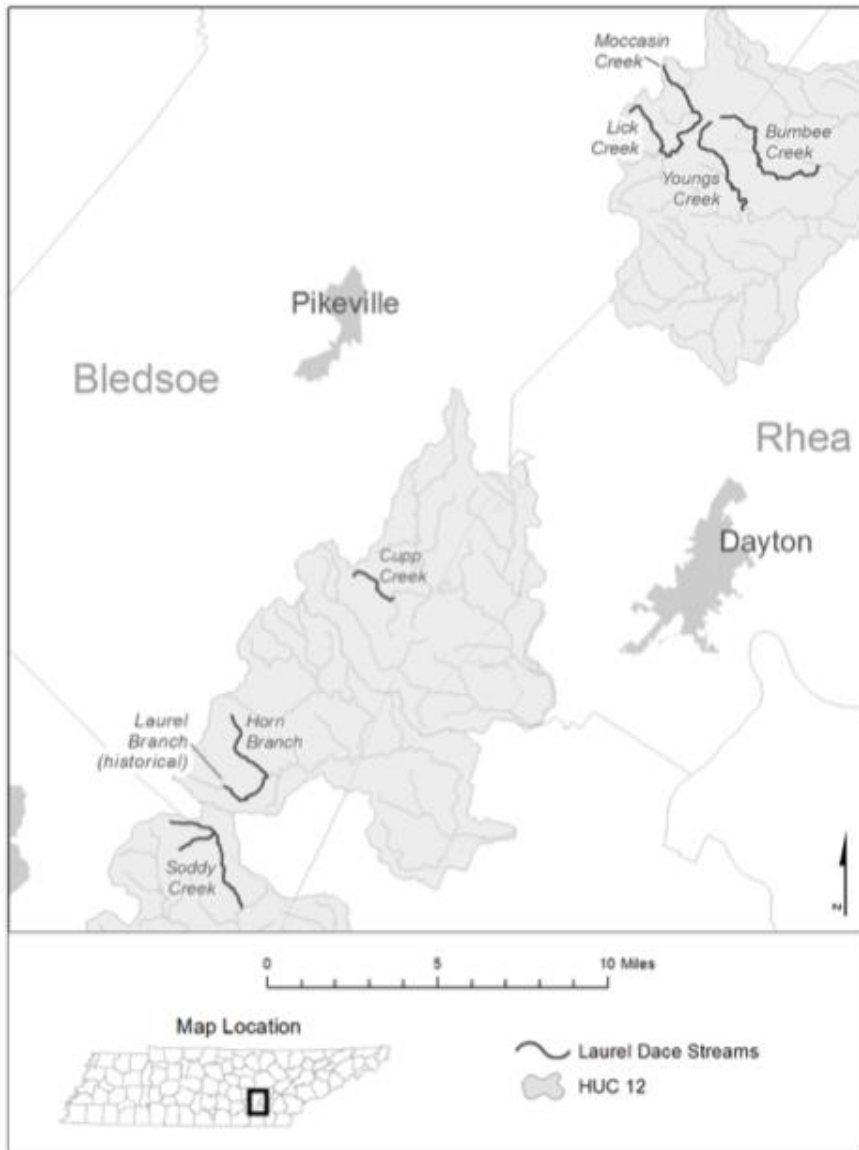 Moccasin
Creek
Lick
Creek
Bumbee
Creek
Youngs
Creek
Pikeville
Bledsoe
Rhea
Dayton
Cupp
Creek
Laurel
Branch
(historical)
Horn
Branch
Soddy
Creek
N
0 5 10 Miles
Map Location
Laurel Dace Streams
HUC 12